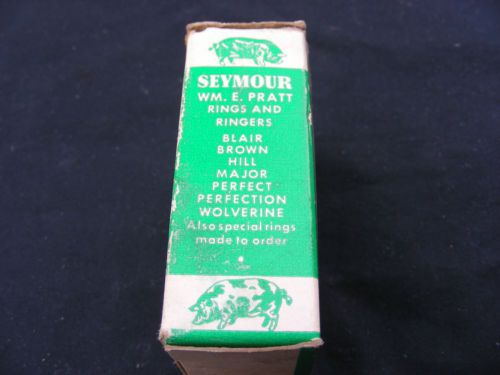 SEYMOUR
WM. E. PRATT
RINGS AND
RINGERS
BLAIR
BROWN
HILL
MAJOR
PERFECT
PERFECTION
WOLVERINE
Also special rings
made to order